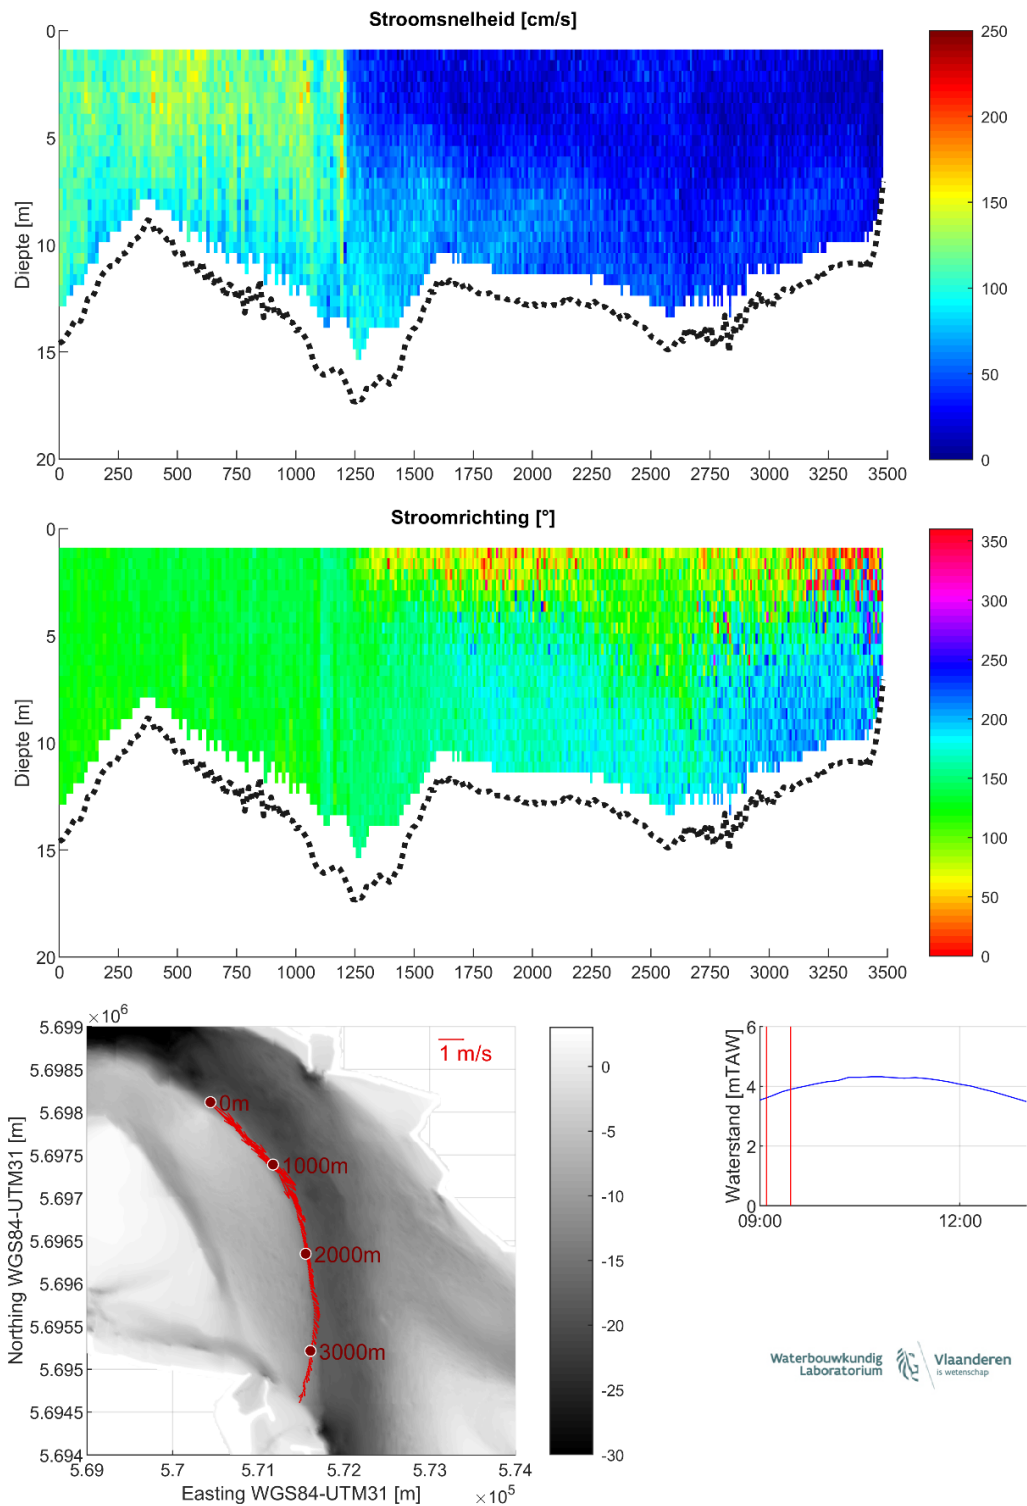 Stroomsnelheid [cm/s]
0
5
10
15
20
Diepte [m]
0 250 500 750 1000 1250 1500 1750 2000 2250 2500 2750 3000 3250 3500
250
200
150
100
50
0
Stroomrichting [°]
0
5
10
15
20
Diepte [m]
0 250 500 750 1000 1250 1500 1750 2000 2250 2500 2750 3000 3250 3500
350
300
250
200
150
100
50
0
×10⁶
5.699
5.6985
5.698
5.6975
5.697
5.6965
5.696
5.6955
5.695
5.6945
5.694
Northing WGS84-UTM31 [m]
1 m/s
0m
1000m
2000m
3000m
5.69 5.7 5.71 5.72 5.73 5.74
Easting WGS84-UTM31 [m]
×10⁵
0
-5
-10
-15
-20
-25
-30
6
4
2
0
Waterstand [mTAW]
09:00 12:00
Waterbouwkundig
Laboratorium
Vlaanderen
is wetenschap